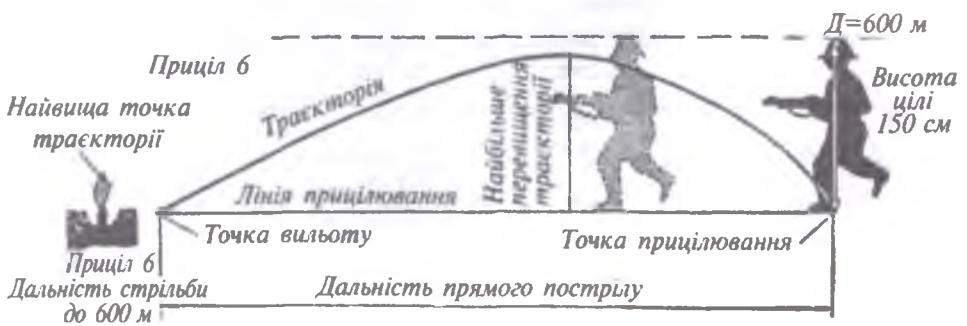 Д=600 м
Приціл 6
Висота
цілі
150 см
Найвища точка
траєкторії
Траєкторія
Найбільше
перевищення
траєкторії
Лінія прицілювання
Точка вильоту
Точка прицілювання
Приціл 6
Дальність стрільби
до 600 м
Дальність прямого пострілу